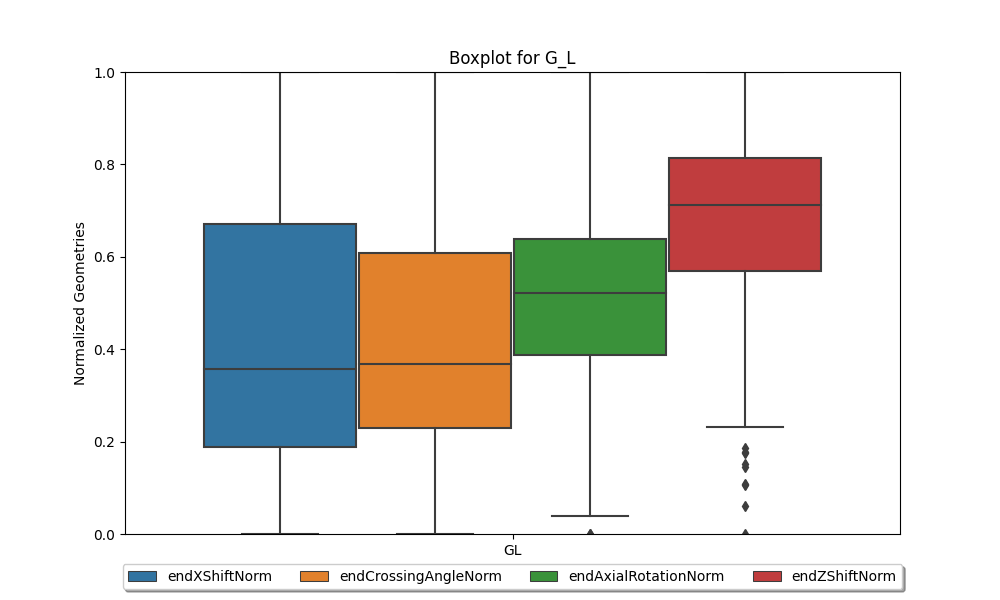 Boxplot for G_L
1.0
0.8
0.6
0.4
0.2
0.0
Normalized Geometries
GL
endXShiftNorm endCrossingAngleNorm endAxialRotationNorm endZShiftNorm